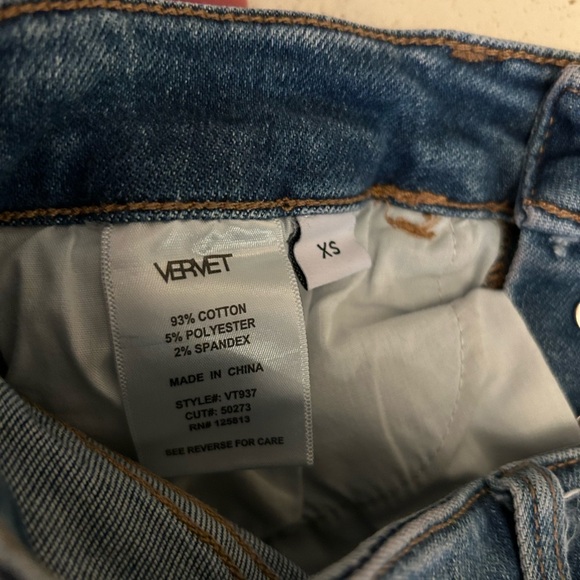 VERVET
XS
93% COTTON
5% POLYESTER
2% SPANDEX
MADE IN CHINA
STYLE#: VT937
CUT#: 50273
RN# 125813
SEE REVERSE FOR CARE